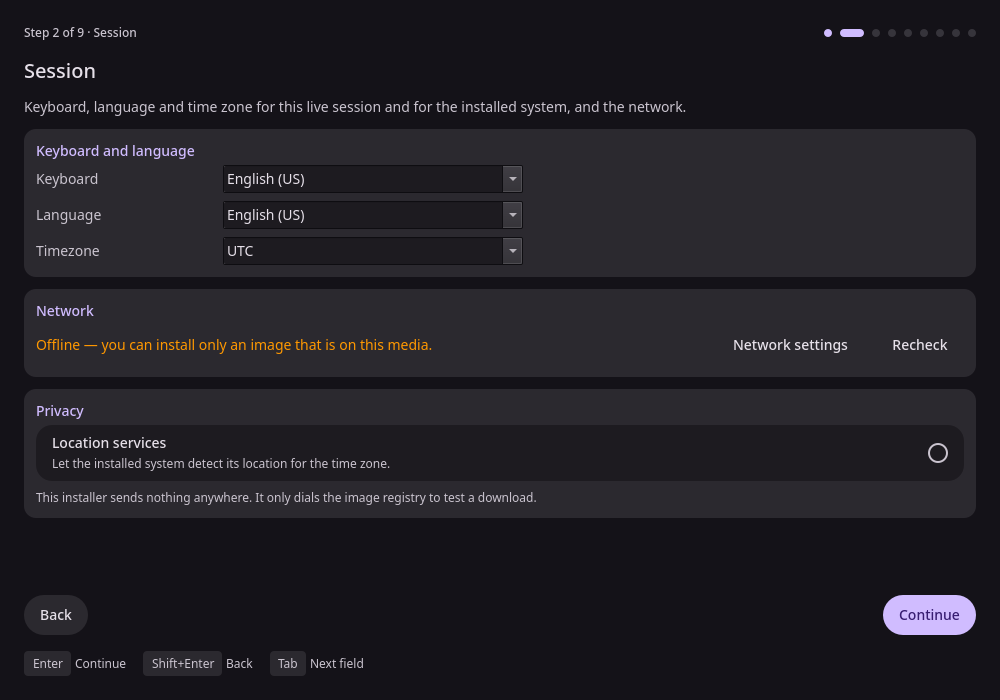 Step 2 of 9 · Session
Session
Keyboard, language and time zone for this live session and for the installed system, and the network.
Keyboard and language
Keyboard English (US)
Language English (US)
Timezone UTC
Network
Offline — you can install only an image that is on this media. Network settings Recheck
Privacy
Location services
Let the installed system detect its location for the time zone.
This installer sends nothing anywhere. It only dials the image registry to test a download.
Back Continue
Enter Continue Shift+Enter Back Tab Next field